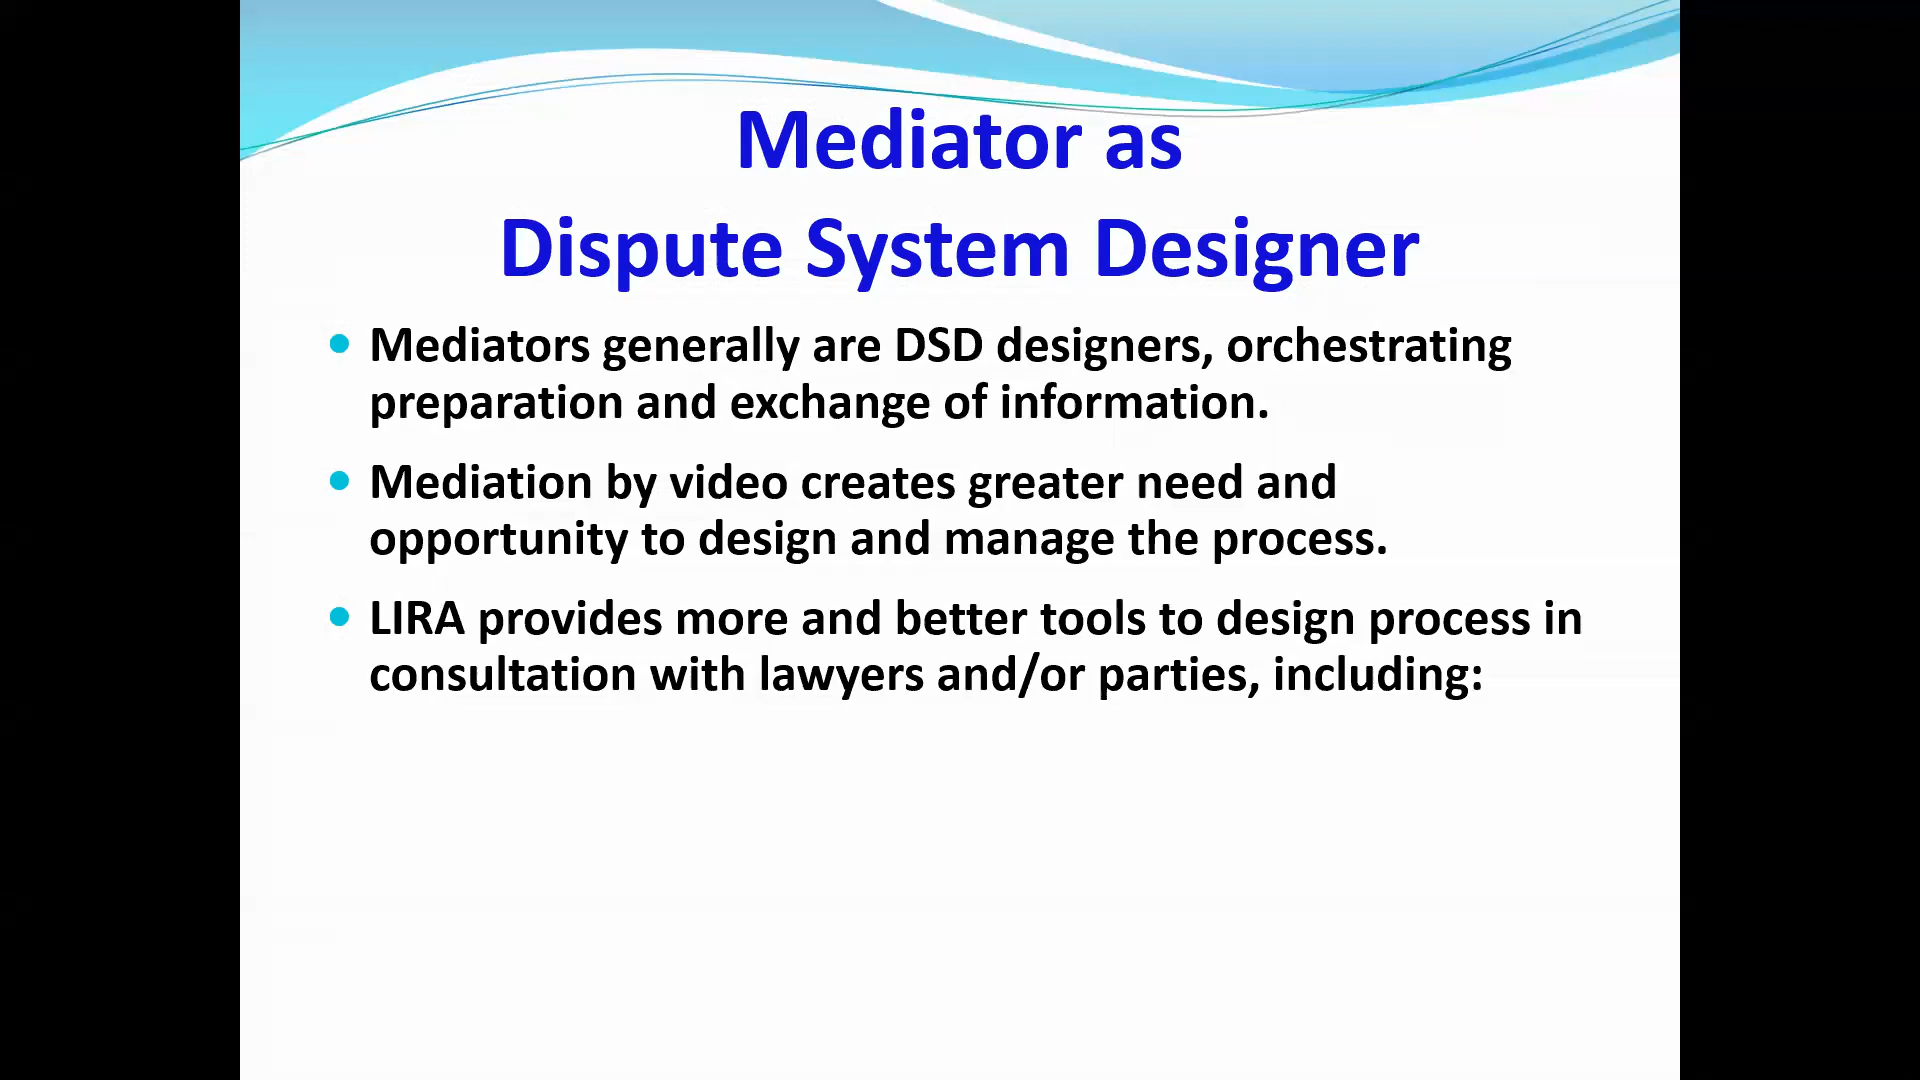 Mediator as
Dispute System Designer
• Mediators generally are DSD designers, orchestrating
preparation and exchange of information.
• Mediation by video creates greater need and
opportunity to design and manage the process.
• LIRA provides more and better tools to design process in
consultation with lawyers and/or parties, including: